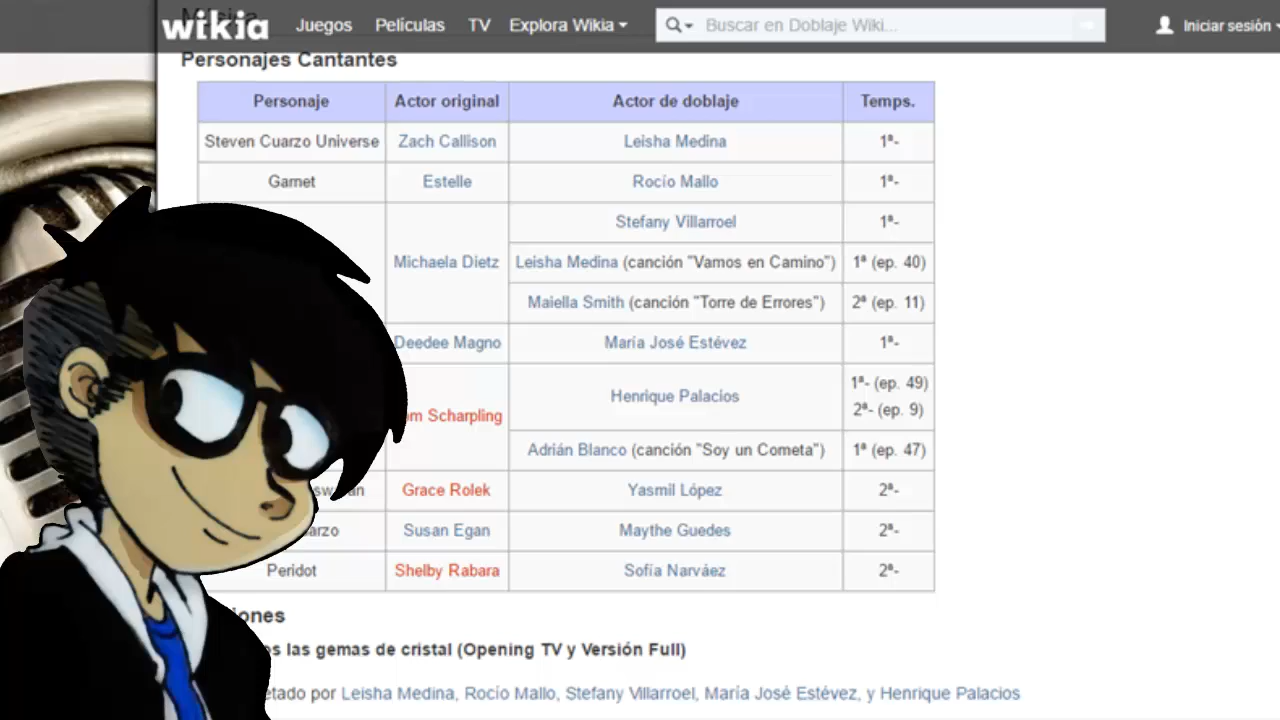 wikia Juegos Películas TV Explora Wikia Buscar en Doblaje Wiki... Iniciar sesión
Personajes Cantantes
Personaje Actor original Actor de doblaje Temps.
Steven Cuarzo Universe Zach Callison Leisha Medina 1ª-
Garnet Estelle Rocío Mallo 1ª-
Stefany Villarroel 1ª-
Michaela Dietz Leisha Medina (canción "Vamos en Camino") 1ª (ep. 40)
Maiella Smith (canción "Torre de Errores") 2ª (ep. 11)
Deedee Magno María José Estévez 1ª-
1ª- (ep. 49)
Henrique Palacios
2ª- (ep. 9)
Scharpling
Adrián Blanco (canción "Soy un Cometa") 1ª (ep. 47)
Grace Rolek Yasmil López 2ª-
Susan Egan Maythe Guedes 2ª-
Peridot Shelby Rabara Sofía Narváez 2ª-
las gemas de cristal (Opening TV y Versión Full)
por Leisha Medina, Rocío Mallo, Stefany Villarroel, María José Estévez, y Henrique Palacios